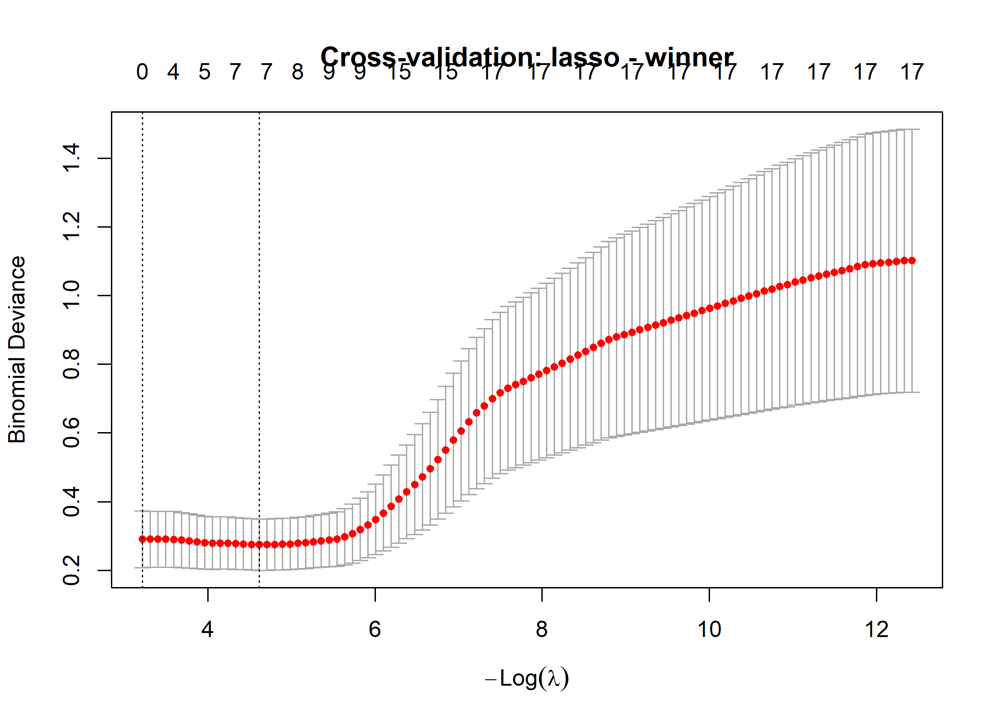 Cross-validation: lasso - winner
0 4 5 7 7 8 9 9 15 15 17 17 17 17 17 17 17 17 17 17
Binomial Deviance
1.4
1.2
1.0
0.8
0.6
0.4
0.2
4 6 8 10 12
−Log(λ)